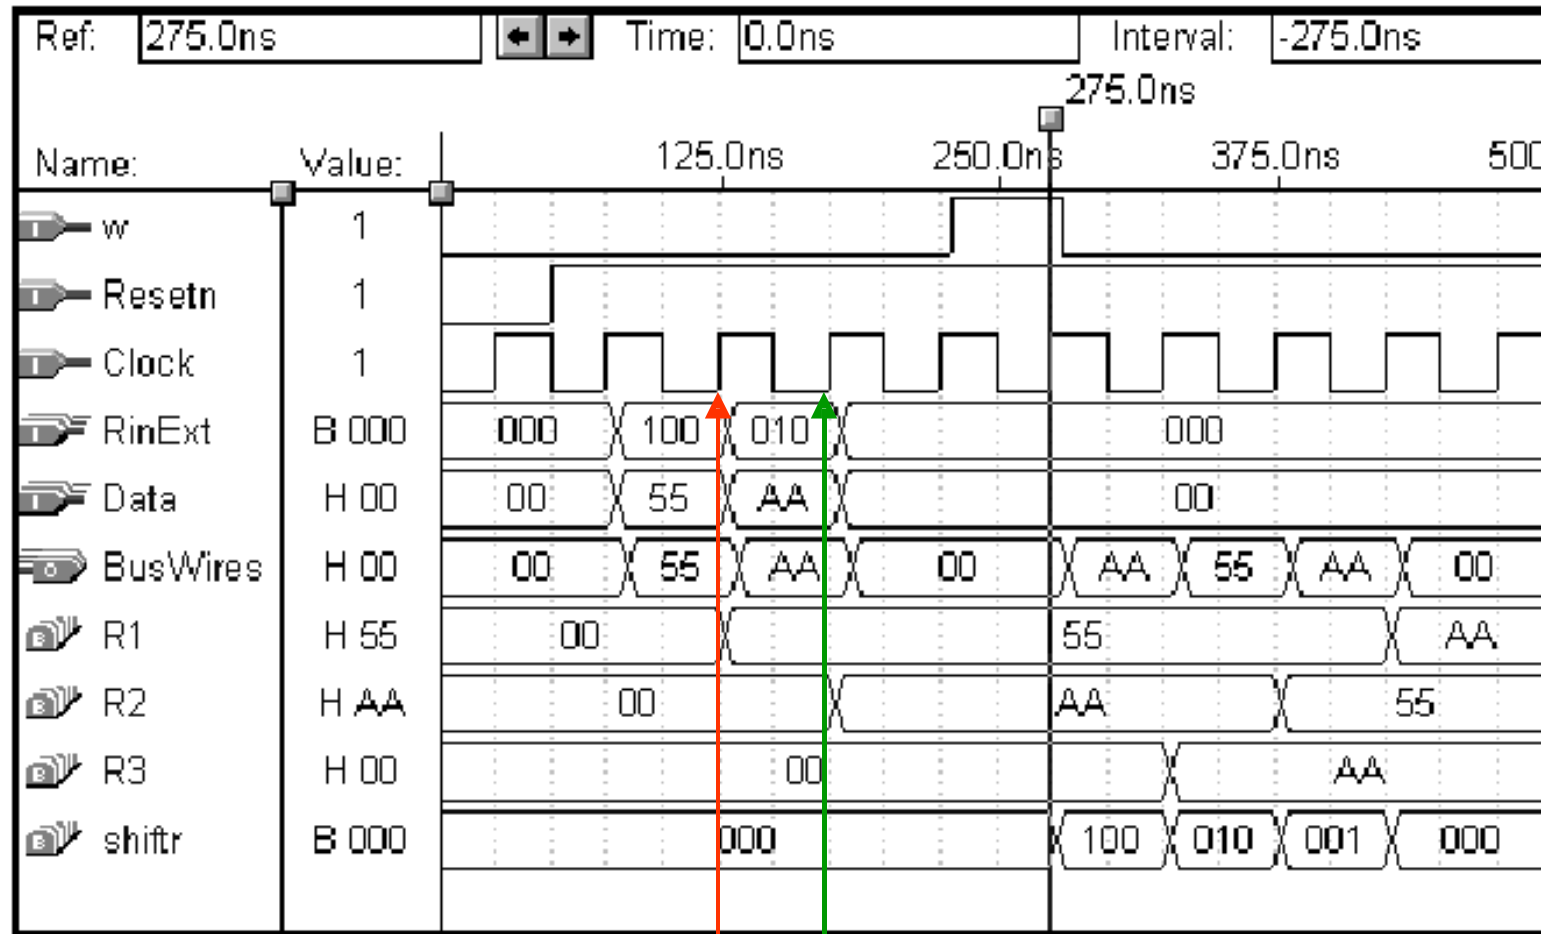 Ref: 275.0ns Time: 0.0ns Interval: -275.0ns
275.0ns
Name: Value: 125.0ns 250.0ns 375.0ns 500
w 1
Resetn 1
Clock 1
RinExt B 000 000 100 010 000
Data H 00 00 55 AA 00
BusWires H 00 00 55 AA 00 AA 55 AA 00
R1 H 55 00 55 AA
R2 H AA 00 AA 55
R3 H 00 00 AA
shiftr B 000 000 100 010 001 000